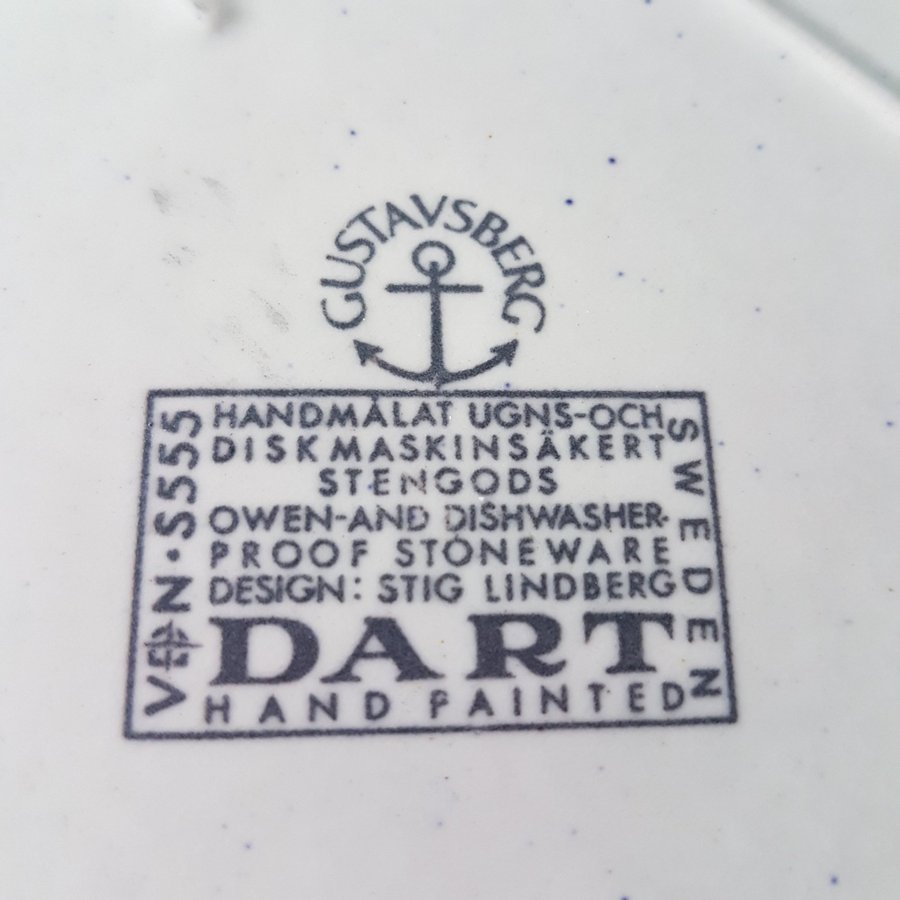 GUSTAVSBERG
HANDMÅLAT UGNS-OCH
DISKMASKINSÄKERT
STENGODS
OWEN-AND DISHWASHER-
PROOF STONEWARE
DESIGN: STIG LINDBERG
DART
HAND PAINTED
S555
SWEDEN